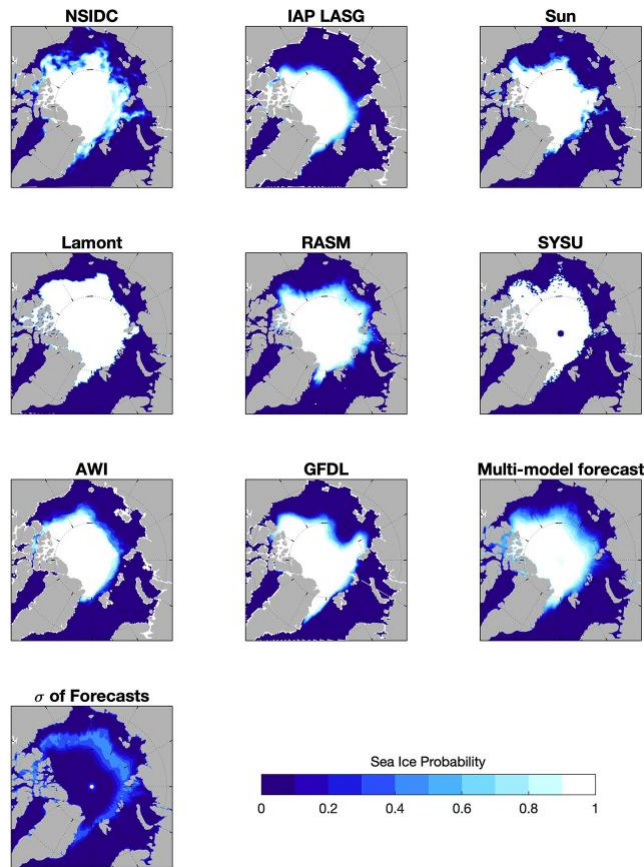 NSIDC
IAP LASG
Sun
Lamont
RASM
SYSU
AWI
GFDL
Multi-model forecast
σ of Forecasts
Sea Ice Probability
0 0.2 0.4 0.6 0.8 1